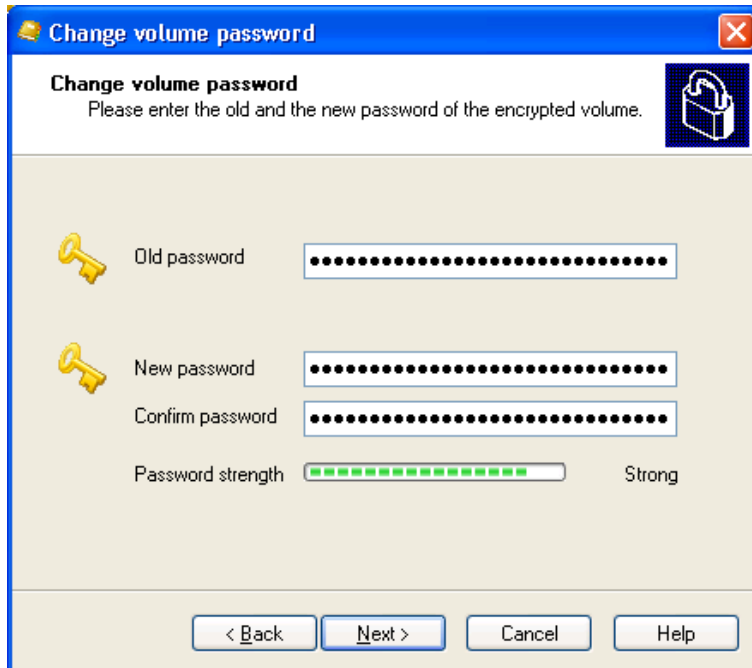 Change volume password
Change volume password
Please enter the old and the new password of the encrypted volume.
Old password
New password
Confirm password
Password strength Strong
< Back Next > Cancel Help